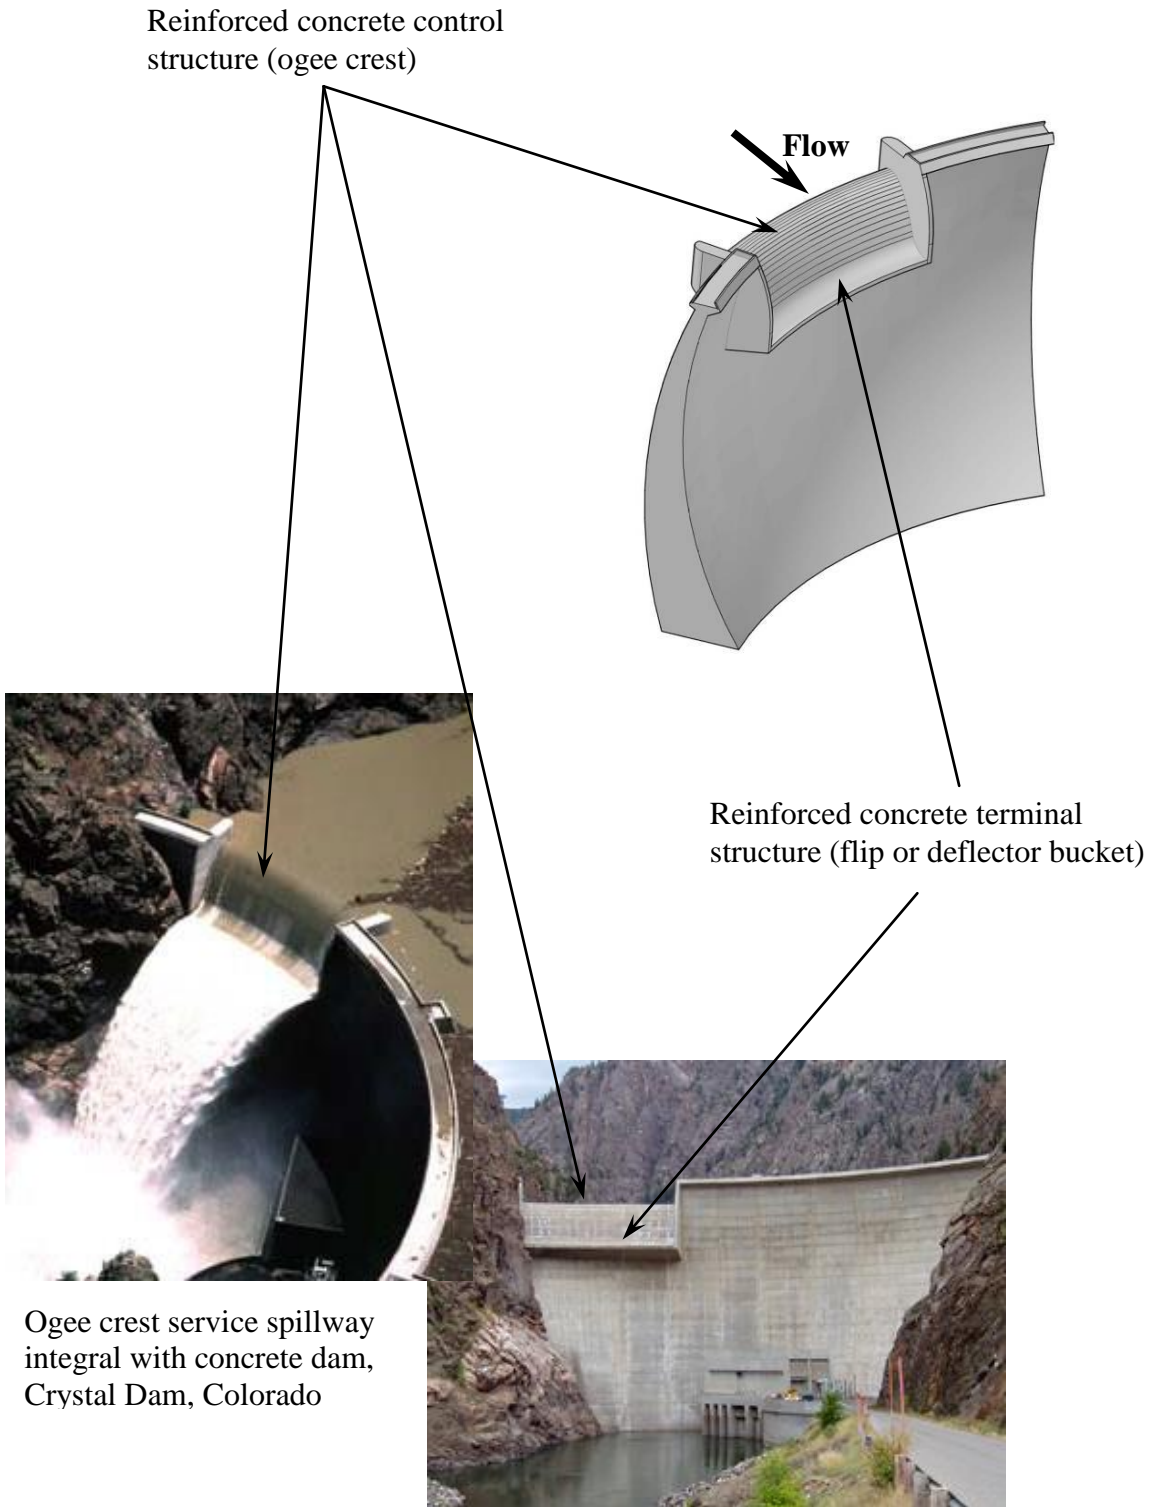 Reinforced concrete control
structure (ogee crest)
Flow
Reinforced concrete terminal
structure (flip or deflector bucket)
Ogee crest service spillway
integral with concrete dam,
Crystal Dam, Colorado